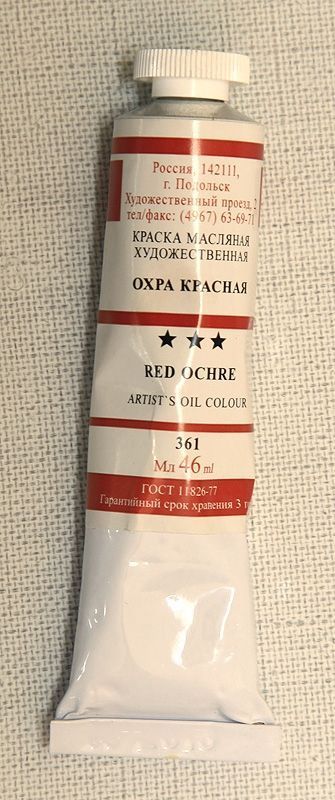 Россия, 142111,
г. Подольск
Художественный проезд, 2
тел/факс: (4967) 63-69-71
КРАСКА МАСЛЯНАЯ
ХУДОЖЕСТВЕННАЯ
ОХРА КРАСНАЯ
★ ★ ★
RED OCHRE
ARTIST`S OIL COLOUR
361
Мл 46 ml
ГОСТ 11826-77
Гарантийный срок хранения 3